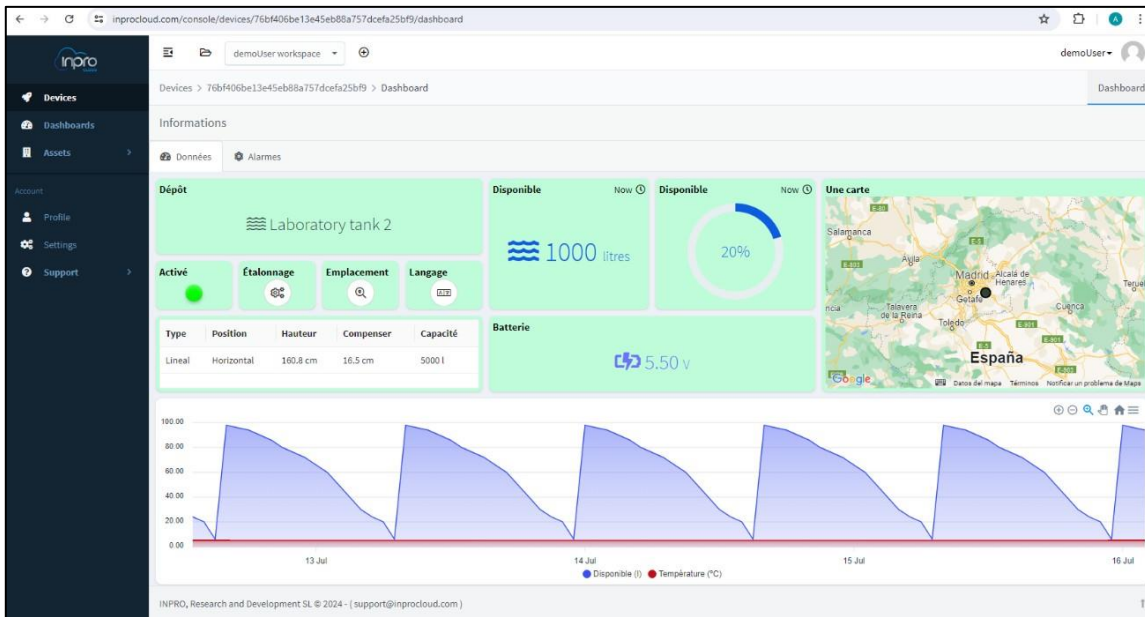 inprocloud.com/console/devices/76bf406be13e45eb88a757dcefa25bf9/dashboard
A
inpro
demoUser workspace
demoUser
Devices
Devices > 76bf406be13e45eb88a757dcefa25bf9 > Dashboard
Dashboard
Dashboards
Informations
Assets
Données
Alarmes
Account
Profile
Settings
Support
Dépôt
Laboratory tank 2
Disponible
Now
1000 litres
Disponible
Now
20%
Une carte
Salamanca
Ávila
Madrid
Alcalá de
Henares
Getafe
Teruel
ncia
Talavera
de la Reina
Cuenca
Toledo
E-901
E-5
España
Google
Datos del mapa
Términos
Notificar un problema de Maps
Activé
Étalonnage
Emplacement
Langage
Type Position Hauteur Compenser Capacité
Lineal Horizontal 160.8 cm 16.5 cm 5000 l
Batterie
5.50 v
100.00
80.00
60.00
40.00
20.00
0.00
13 Jul
14 Jul
15 Jul
16 Jul
Disponible (l)
Température (°C)
INPRO, Research and Development SL © 2024 - ( support@inprocloud.com )